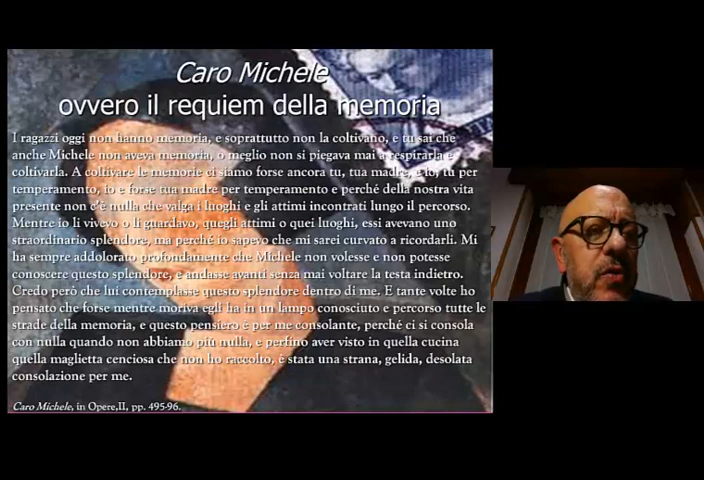 Caro Michele
ovvero il requiem della memoria
I ragazzi oggi non hanno memoria, e soprattutto non la coltivano, e tu sai che
anche Michele non aveva memoria, o meglio non si piegava mai a respirarla e
coltivarla. A coltivare le memorie ci siamo forse ancora tu, tua madre, e io, tu per
temperamento, io e forse tua madre per temperamento e perché della nostra vita
presente non c'è nulla che valga i luoghi e gli attimi incontrati lungo il percorso.
Mentre io li vivevo o li guardavo, quegli attimi o quei luoghi, essi avevano uno
straordinario splendore, ma perché io sapevo che mi sarei curvato a ricordarli. Mi
ha sempre addolorato profondamente che Michele non volesse e non potesse
conoscere questo splendore, e andasse avanti senza mai voltare la testa indietro.
Credo però che lui contemplasse questo splendore dentro di me. E tante volte ho
pensato che forse mentre moriva egli ha in un lampo conosciuto e percorso tutte le
strade della memoria, e questo pensiero è per me consolante, perché ci si consola
con nulla quando non abbiamo più nulla, e perfino aver visto in quella cucina
quella maglietta cenciosa che non ho raccolto, è stata una strana, gelida, desolata
consolazione per me.
Caro Michele, in Opere,II, pp. 495-96.